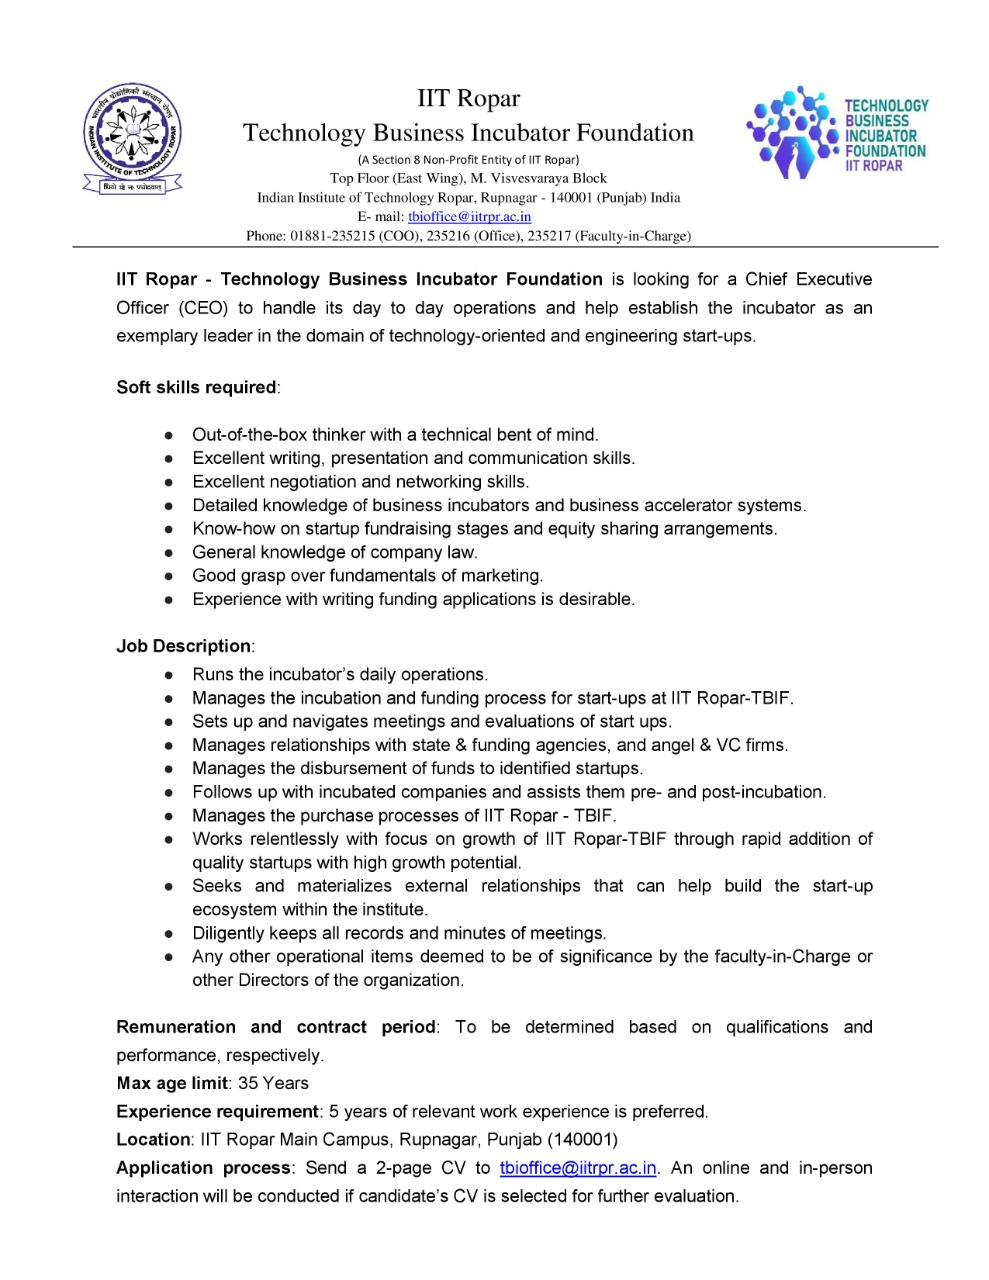 IIT Ropar
Technology Business Incubator Foundation
(A Section 8 Non-Profit Entity of IIT Ropar)
Top Floor (East Wing), M. Visvesvaraya Block
Indian Institute of Technology Ropar, Rupnagar - 140001 (Punjab) India
E- mail: tbioffice@iitrpr.ac.in
Phone: 01881-235215 (COO), 235216 (Office), 235217 (Faculty-in-Charge)
भारतीय प्रौद्योगिकी संस्थान रोपड़
INDIAN INSTITUTE OF TECHNOLOGY ROPAR
धियो यो नः प्रचोदयात्
TECHNOLOGY
BUSINESS
INCUBATOR
FOUNDATION
IIT ROPAR
IIT Ropar - Technology Business Incubator Foundation is looking for a Chief Executive
Officer (CEO) to handle its day to day operations and help establish the incubator as an
exemplary leader in the domain of technology-oriented and engineering start-ups.
Soft skills required:
● Out-of-the-box thinker with a technical bent of mind.
● Excellent writing, presentation and communication skills.
● Excellent negotiation and networking skills.
● Detailed knowledge of business incubators and business accelerator systems.
● Know-how on startup fundraising stages and equity sharing arrangements.
● General knowledge of company law.
● Good grasp over fundamentals of marketing.
● Experience with writing funding applications is desirable.
Job Description:
● Runs the incubator’s daily operations.
● Manages the incubation and funding process for start-ups at IIT Ropar-TBIF.
● Sets up and navigates meetings and evaluations of start ups.
● Manages relationships with state & funding agencies, and angel & VC firms.
● Manages the disbursement of funds to identified startups.
● Follows up with incubated companies and assists them pre- and post-incubation.
● Manages the purchase processes of IIT Ropar - TBIF.
● Works relentlessly with focus on growth of IIT Ropar-TBIF through rapid addition of
quality startups with high growth potential.
● Seeks and materializes external relationships that can help build the start-up
ecosystem within the institute.
● Diligently keeps all records and minutes of meetings.
● Any other operational items deemed to be of significance by the faculty-in-Charge or
other Directors of the organization.
Remuneration and contract period: To be determined based on qualifications and
performance, respectively.
Max age limit: 35 Years
Experience requirement: 5 years of relevant work experience is preferred.
Location: IIT Ropar Main Campus, Rupnagar, Punjab (140001)
Application process: Send a 2-page CV to tbioffice@iitrpr.ac.in. An online and in-person
interaction will be conducted if candidate’s CV is selected for further evaluation.